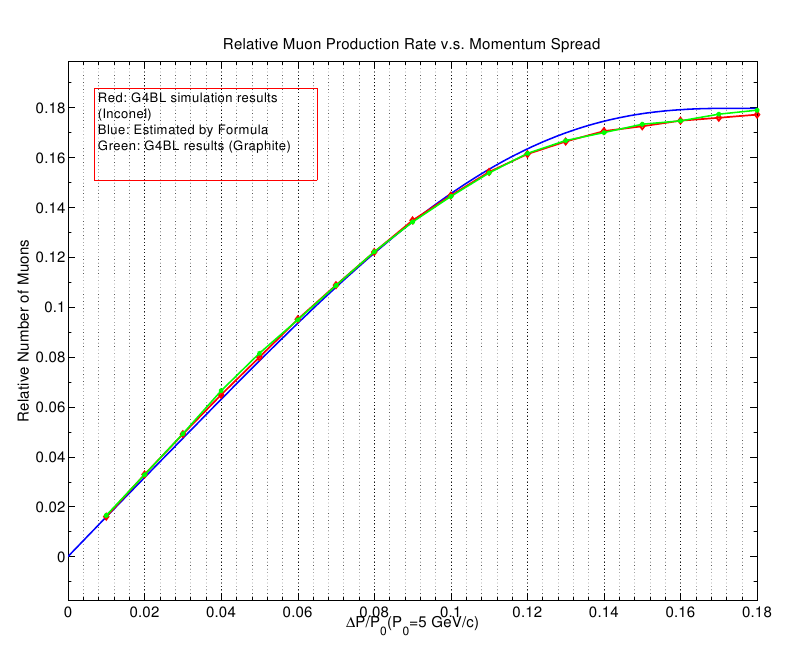 Relative Muon Production Rate v.s. Momentum Spread
Red: G4BL simulation results
(Inconel)
Blue: Estimated by Formula
Green: G4BL results (Graphite)
Relative Number of Muons
0.18
0.16
0.14
0.12
0.1
0.08
0.06
0.04
0.02
0
0 0.02 0.04 0.06 0.08 0.1 0.12 0.14 0.16 0.18
ΔP/P0(P0=5 GeV/c)